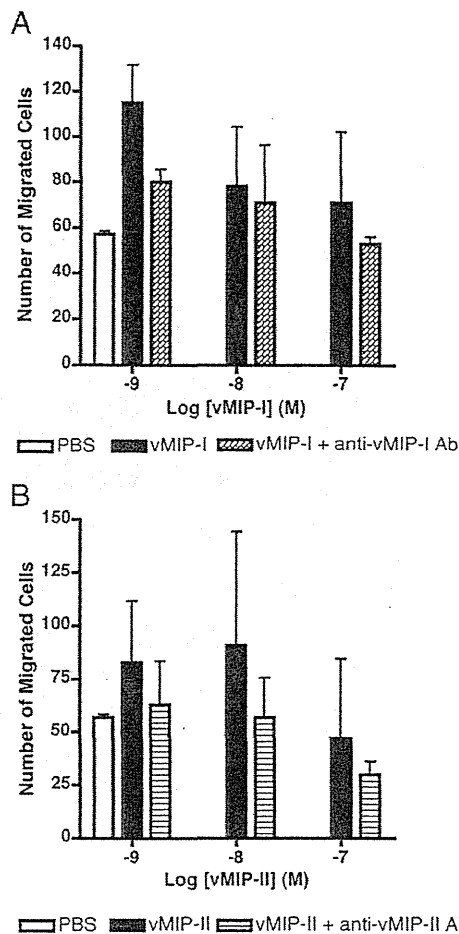 A
Number of Migrated Cells
140
120
100
80
60
40
20
0
-9 -8 -7
Log [vMIP-I] (M)
PBS vMIP-I vMIP-I + anti-vMIP-I Ab
B
Number of Migrated Cells
150
125
100
75
50
25
0
-9 -8 -7
Log [vMIP-II] (M)
PBS vMIP-II vMIP-II + anti-vMIP-II A